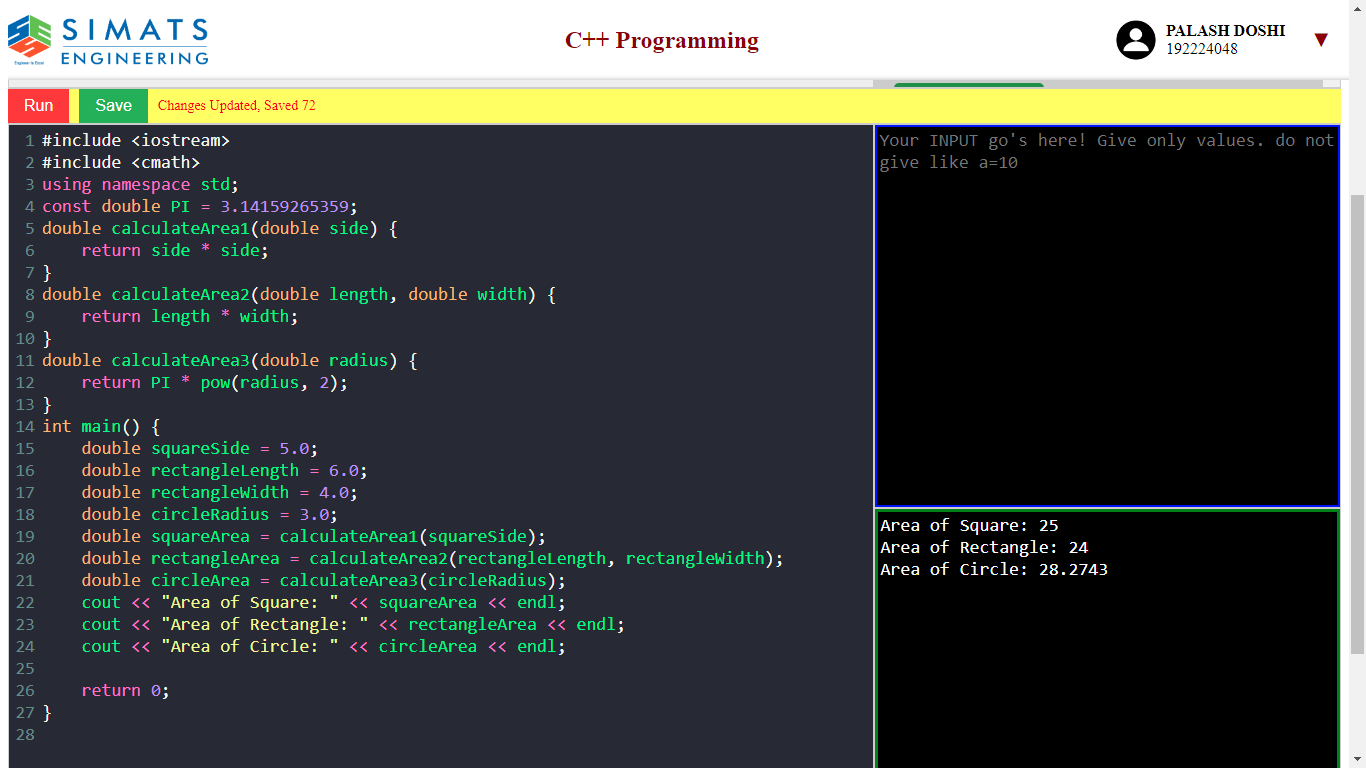 SIMATS
ENGINEERING
Engineer to Excel
C++ Programming
PALASH DOSHI
192224048
▼
Run
Save
Changes Updated, Saved 72
1 #include <iostream>
2 #include <cmath>
3 using namespace std;
4 const double PI = 3.14159265359;
5 double calculateArea1(double side) {
6     return side * side;
7 }
8 double calculateArea2(double length, double width) {
9     return length * width;
10 }
11 double calculateArea3(double radius) {
12     return PI * pow(radius, 2);
13 }
14 int main() {
15     double squareSide = 5.0;
16     double rectangleLength = 6.0;
17     double rectangleWidth = 4.0;
18     double circleRadius = 3.0;
19     double squareArea = calculateArea1(squareSide);
20     double rectangleArea = calculateArea2(rectangleLength, rectangleWidth);
21     double circleArea = calculateArea3(circleRadius);
22     cout << "Area of Square: " << squareArea << endl;
23     cout << "Area of Rectangle: " << rectangleArea << endl;
24     cout << "Area of Circle: " << circleArea << endl;
25
26     return 0;
27 }
28
Your INPUT go's here! Give only values. do not
give like a=10
Area of Square: 25
Area of Rectangle: 24
Area of Circle: 28.2743